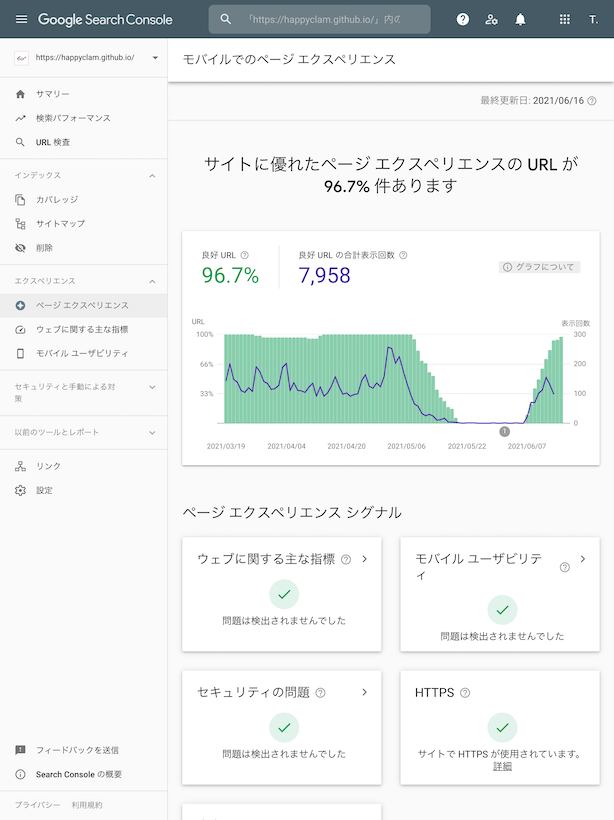 Google Search Console
「https://happyclam.github.io/」内の
T.
https://happyclam.github.io/
モバイルでのページ エクスペリエンス
最終更新日: 2021/06/16
サマリー
検索パフォーマンス
URL 検査
インデックス
カバレッジ
サイトマップ
削除
エクスペリエンス
ページ エクスペリエンス
ウェブに関する主な指標
モバイル ユーザビリティ
セキュリティと手動による対
策
以前のツールとレポート
リンク
設定
フィードバックを送信
Search Console の概要
プライバシー 利用規約
サイトに優れたページ エクスペリエンスの URL が
96.7% 件あります
良好 URL
96.7%
良好 URL の合計表示回数
7,958
グラフについて
URL 表示回数
100% 300
66% 200
33% 100
0
1
2021/03/19 2021/04/04 2021/04/20 2021/05/06 2021/05/22 2021/06/07
ページ エクスペリエンス シグナル
ウェブに関する主な指標
問題は検出されませんでした
モバイル ユーザビリテ
ィ
問題は検出されませんでした
セキュリティの問題
問題は検出されませんでした
HTTPS
サイトで HTTPS が使用されています。
詳細